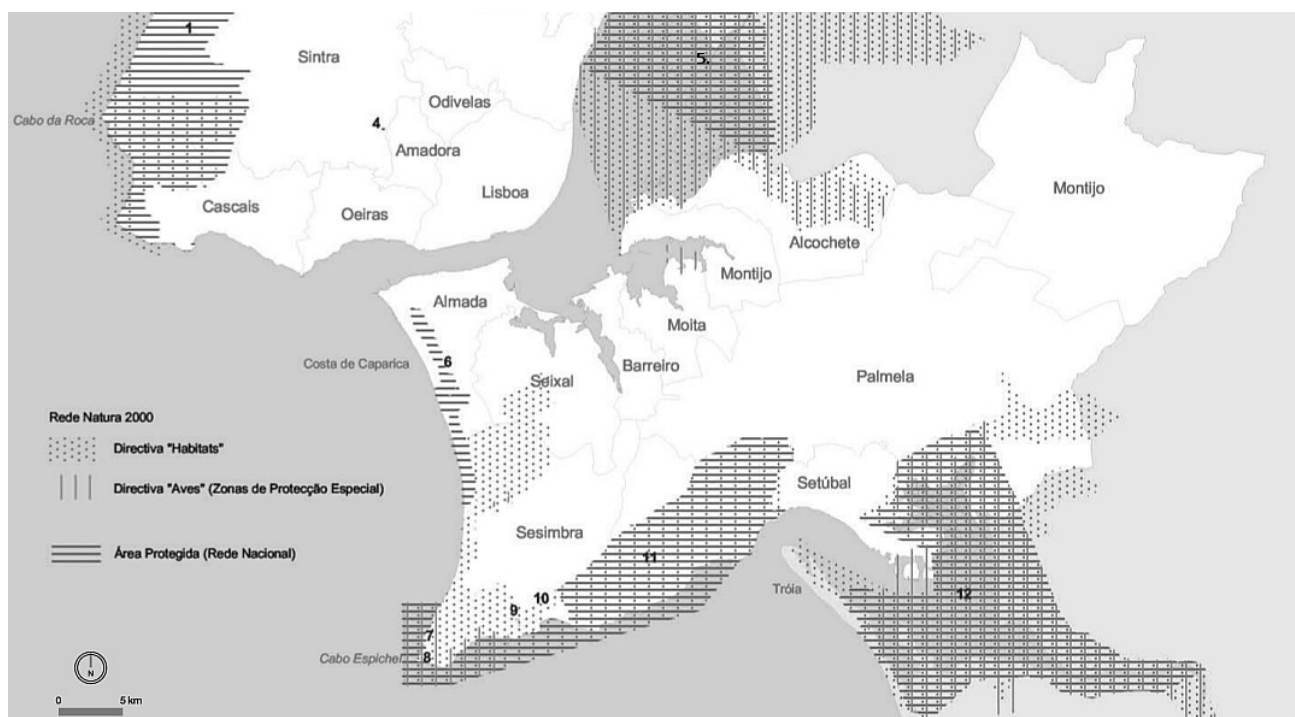 1
Sintra
5.
Odivelas
Cabo da Roca
4.
Amadora
Lisboa
Montijo
Cascais
Oeiras
Alcochete
Montijo
Almada
Moita
Costa de Caparica
6
Barreiro
Seixal
Palmela
Rede Natura 2000
Directiva "Habitats"
Directiva "Aves" (Zonas de Protecção Especial)
Setúbal
Sesimbra
Área Protegida (Rede Nacional)
11
Tróia
12
10
9
7
Cabo Espichel
8
N
0 5 km